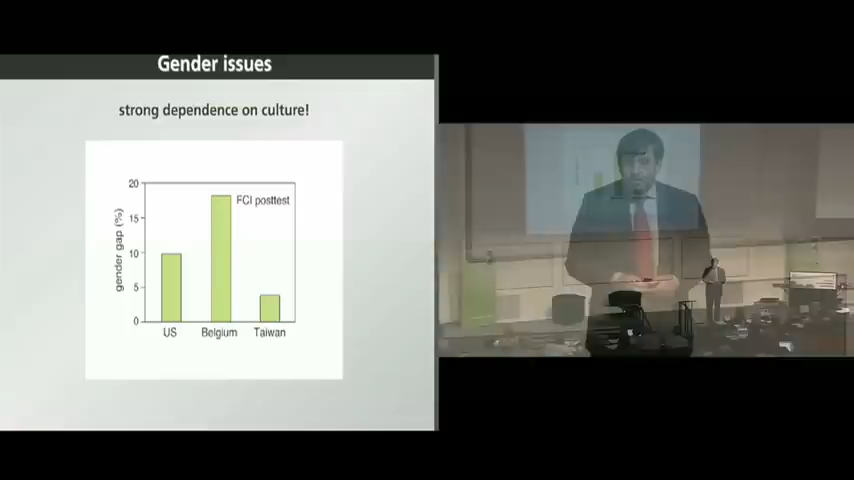 Gender issues
strong dependence on culture!
20
FCI posttest
15
gender gap (%)
10
5
0
US Belgium Taiwan